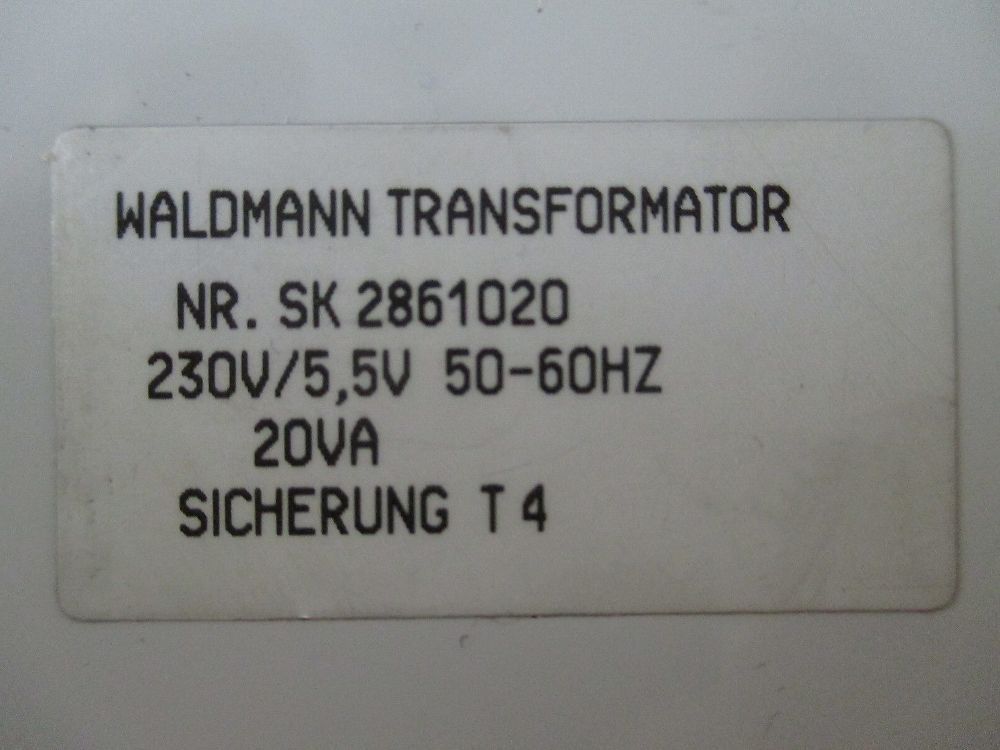 WALDMANN TRANSFORMATOR
NR. SK 2861020
230V/5,5V 50-60HZ
20VA
SICHERUNG T 4